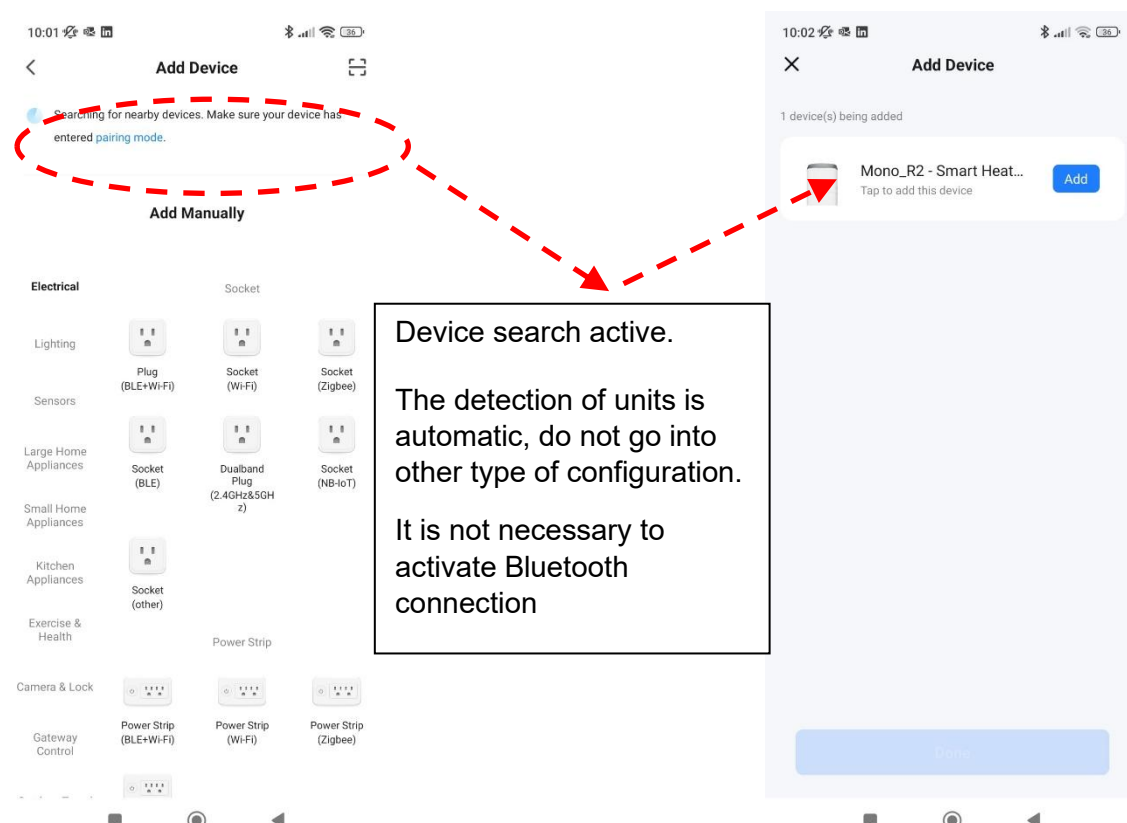 10:01
36
Add Device
Searching for nearby devices. Make sure your device has
entered pairing mode.
Add Manually
Electrical
Lighting
Sensors
Large Home
Appliances
Small Home
Appliances
Kitchen
Appliances
Exercise &
Health
Camera & Lock
Gateway
Control
Socket
Plug
(BLE+Wi-Fi)
Socket
(Wi-Fi)
Socket
(Zigbee)
Socket
(BLE)
Dualband
Plug
(2.4GHz&5GH
z)
Socket
(NB-IoT)
Socket
(other)
Power Strip
Power Strip
(BLE+Wi-Fi)
Power Strip
(Wi-Fi)
Power Strip
(Zigbee)
Device search active.
The detection of units is
automatic, do not go into
other type of configuration.
It is not necessary to
activate Bluetooth
connection
10:02
36
Add Device
1 device(s) being added
Mono_R2 - Smart Heat...
Tap to add this device
Add
Done